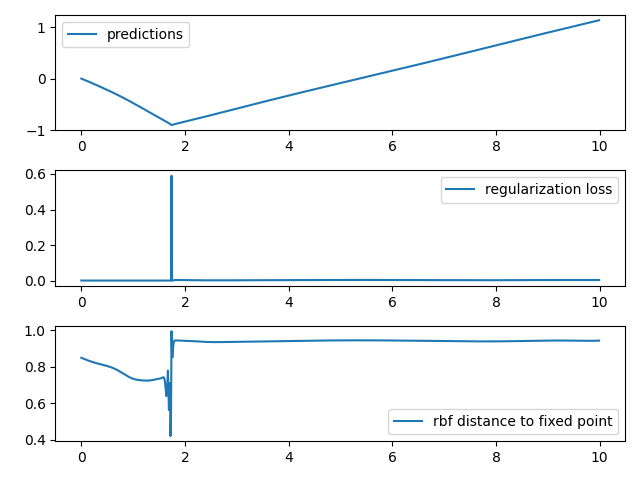 1
0
−1
predictions
0 2 4 6 8 10
0.6
0.4
0.2
0.0
regularization loss
0 2 4 6 8 10
1.0
0.8
0.6
0.4
rbf distance to fixed point
0 2 4 6 8 10